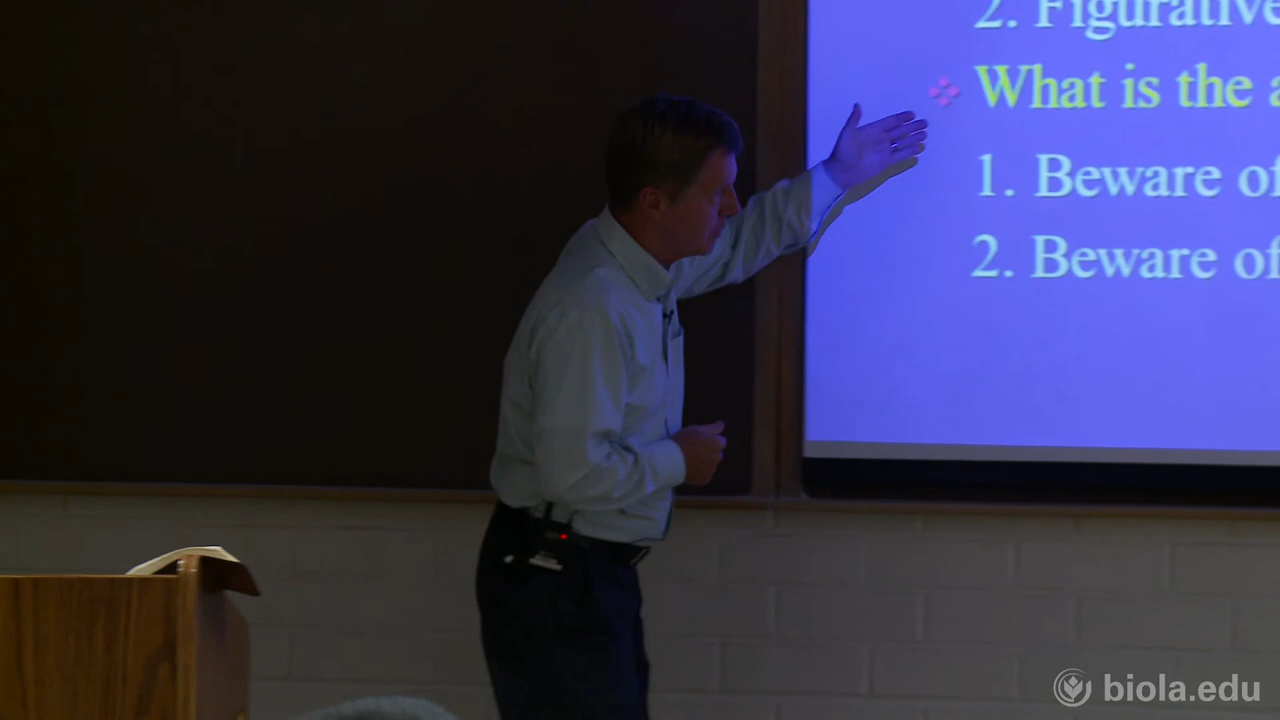 2. Figurative
What is the
1. Beware of
2. Beware of
biola.edu